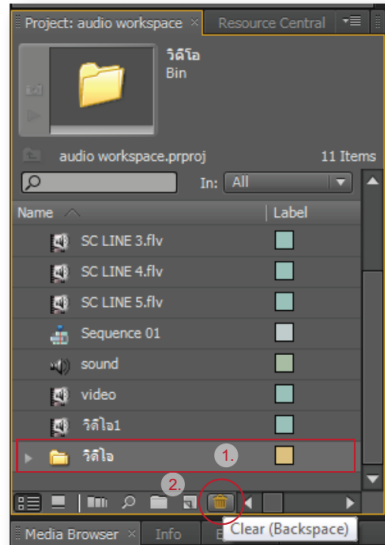 Project: audio workspace × Resource Central
วิดีโอ
Bin
audio workspace.prproj 11 Items
In: All
Name Label
SC LINE 3.flv
SC LINE 4.flv
SC LINE 5.flv
Sequence 01
sound
video
วิดีโอ1
วิดีโอ 1.
2.
Clear (Backspace)
Media Browser × Info